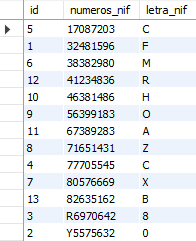 id numeros_nif letra_nif
5 17087203 C
1 32481596 F
6 38382980 M
12 41234836 R
10 46381486 H
9 56399183 O
11 67389283 A
8 71651431 Z
4 77705545 C
7 80576669 X
13 82635162 B
3 R6970642 8
2 Y5575632 0